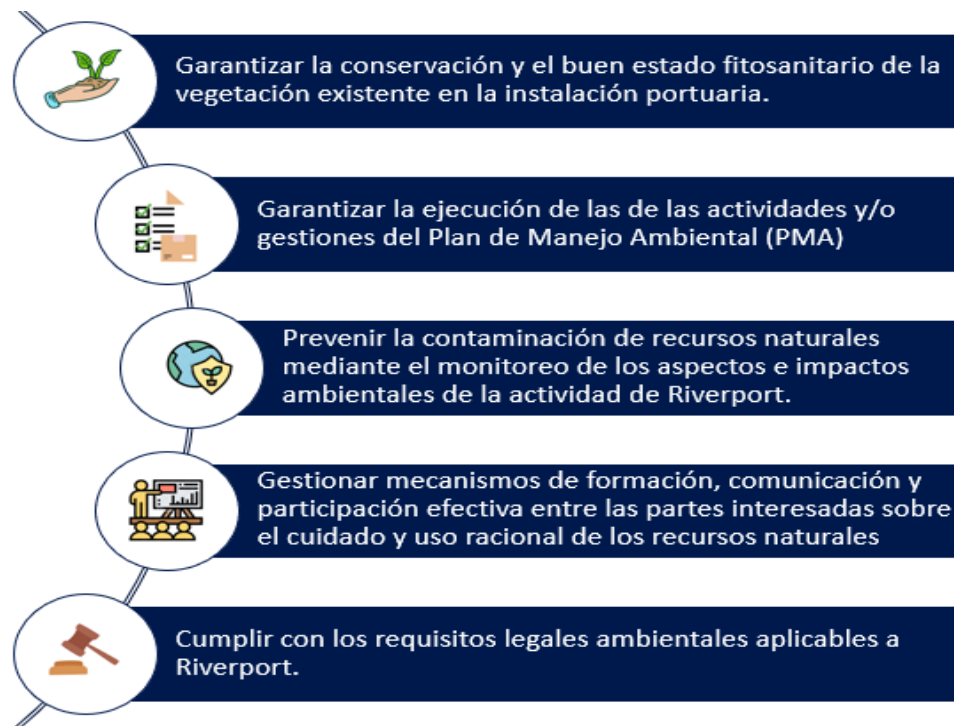 Garantizar la conservación y el buen estado fitosanitario de la
vegetación existente en la instalación portuaria.
Garantizar la ejecución de las de las actividades y/o
gestiones del Plan de Manejo Ambiental (PMA)
Prevenir la contaminación de recursos naturales
mediante el monitoreo de los aspectos e impactos
ambientales de la actividad de Riverport.
Gestionar mecanismos de formación, comunicación y
participación efectiva entre las partes interesadas sobre
el cuidado y uso racional de los recursos naturales
Cumplir con los requisitos legales ambientales aplicables a
Riverport.